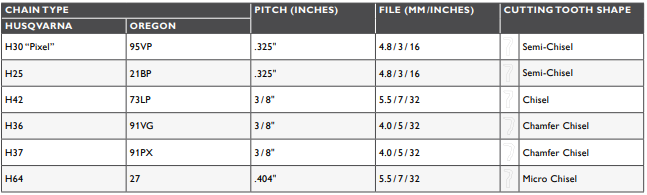 CHAIN TYPE PITCH (INCHES) FILE (MM/INCHES) CUTTING TOOTH SHAPE
HUSQVARNA OREGON
H30 “Pixel” 95VP .325" 4.8 / 3 / 16 Semi-Chisel
H25 21BP .325" 4.8 / 3 / 16 Semi-Chisel
H42 73LP 3 / 8" 5.5 / 7 / 32 Chisel
H36 91VG 3 / 8" 4.0 / 5 / 32 Chamfer Chisel
H37 91PX 3 / 8" 4.0 / 5 / 32 Chamfer Chisel
H64 27 .404" 5.5 / 7 / 32 Micro Chisel